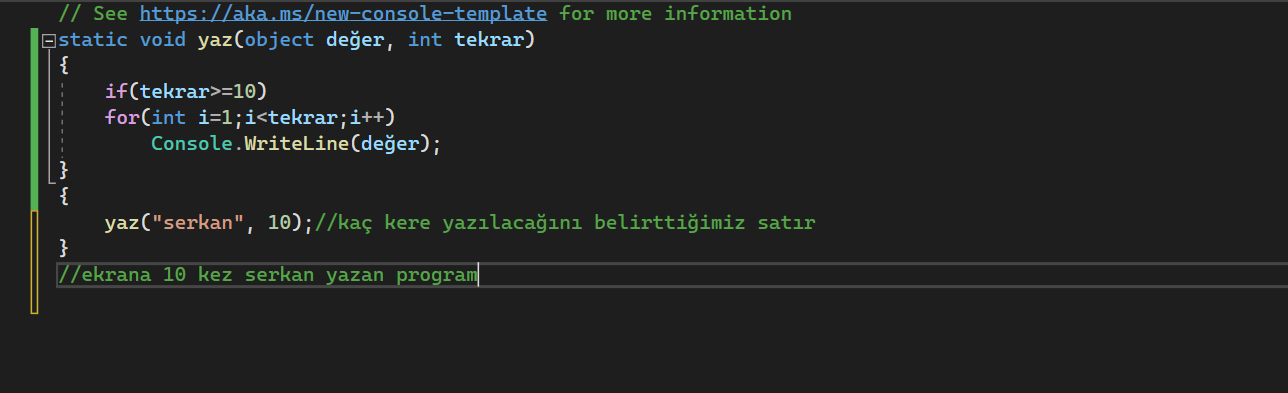 // See https://aka.ms/new-console-template for more information
static void yaz(object değer, int tekrar)
{
if(tekrar>=10)
for(int i=1;i<tekrar;i++)
Console.WriteLine(değer);
}
{
yaz("serkan", 10);//kaç kere yazılacağını belirttiğimiz satır
}
//ekrana 10 kez serkan yazan program